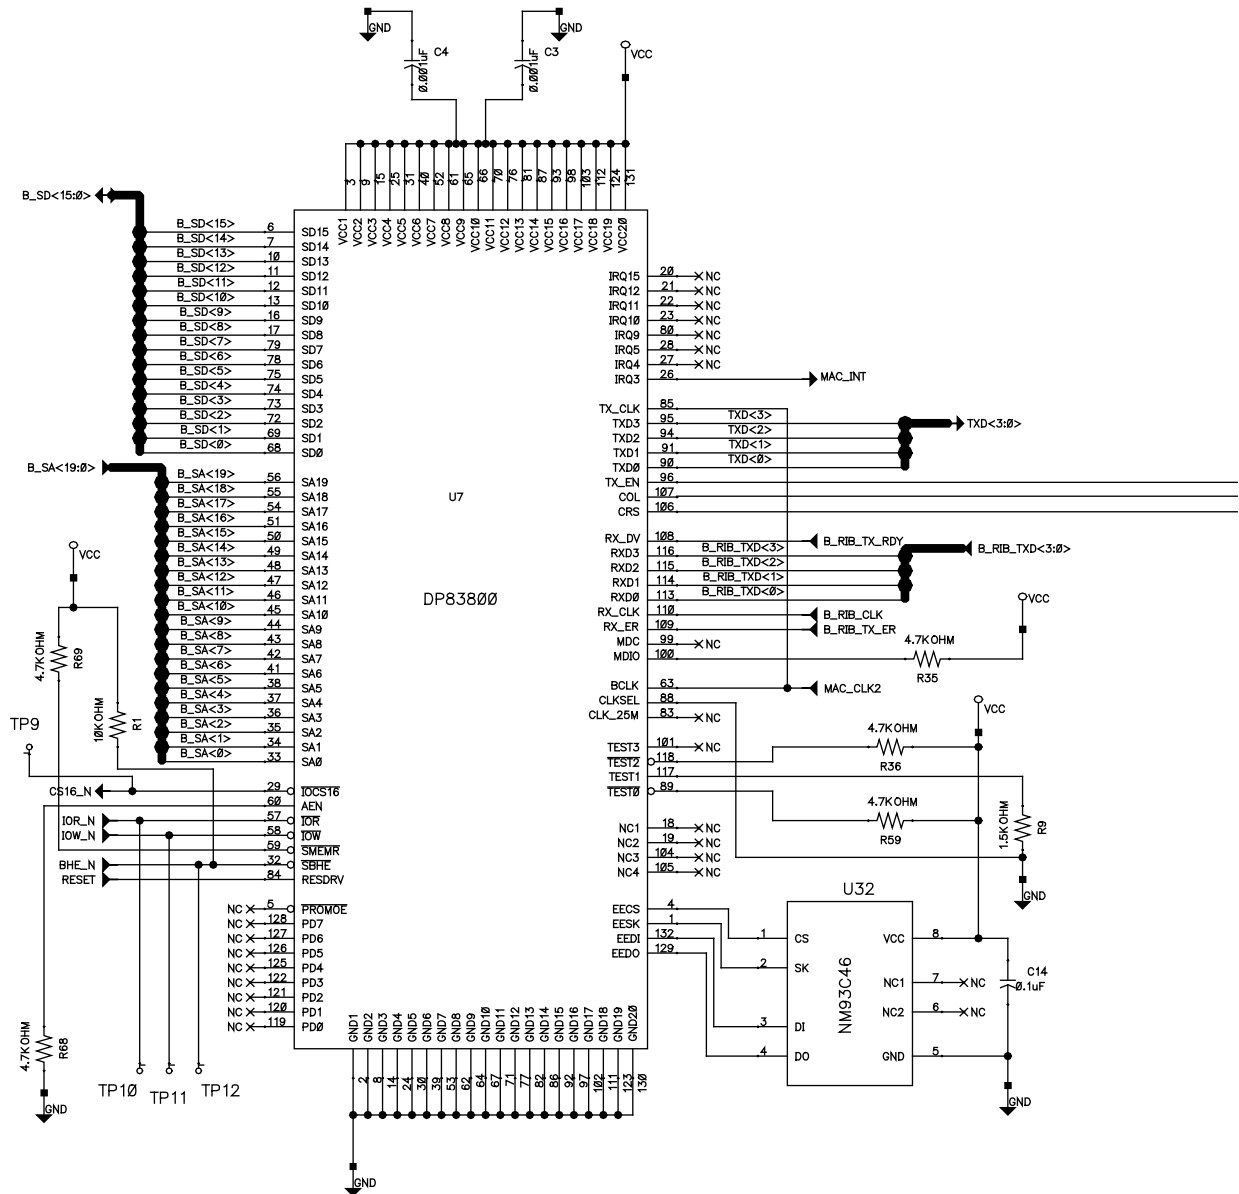 GND
GND
C4
0.001uF
C3
0.001uF
VCC
3 9 15 25 31 40 52 61 65 66 70 76 81 87 93 98 103 112 124 131
VCC1 VCC2 VCC3 VCC4 VCC5 VCC6 VCC7 VCC8 VCC9 VCC10 VCC11 VCC12 VCC13 VCC14 VCC15 VCC16 VCC17 VCC18 VCC19 VCC20
B_SD<15:0>
B_SD<15> 6 SD15
B_SD<14> 7 SD14
B_SD<13> 10 SD13
B_SD<12> 11 SD12
B_SD<11> 12 SD11
B_SD<10> 13 SD10
B_SD<9> 16 SD9
B_SD<8> 17 SD8
B_SD<7> 79 SD7
B_SD<6> 78 SD6
B_SD<5> 75 SD5
B_SD<4> 74 SD4
B_SD<3> 73 SD3
B_SD<2> 72 SD2
B_SD<1> 69 SD1
B_SD<0> 68 SD0
B_SA<19:0>
B_SA<19> 56 SA19
B_SA<18> 55 SA18
B_SA<17> 54 SA17
B_SA<16> 51 SA16
B_SA<15> 50 SA15
B_SA<14> 49 SA14
B_SA<13> 48 SA13
B_SA<12> 47 SA12
B_SA<11> 46 SA11
B_SA<10> 45 SA10
B_SA<9> 44 SA9
B_SA<8> 43 SA8
B_SA<7> 42 SA7
B_SA<6> 41 SA6
B_SA<5> 38 SA5
B_SA<4> 37 SA4
B_SA<3> 36 SA3
B_SA<2> 35 SA2
B_SA<1> 34 SA1
B_SA<0> 33 SA0
VCC
4.7KOHM
R69
10KOHM
R1
TP9
CS16_N 29 IOCS16
60 AEN
IOR_N 57 IOR
IOW_N 58 IOW
59 SMEMR
BHE_N 32 SBHE
RESET 84 RESDRV
NC 5 PROMOE
NC 128 PD7
NC 127 PD6
NC 126 PD5
NC 125 PD4
NC 122 PD3
NC 121 PD2
NC 120 PD1
NC 119 PD0
4.7KOHM
R68
GND
TP10
TP11
TP12
U7
DP83800
IRQ15 20 NC
IRQ12 21 NC
IRQ11 22 NC
IRQ10 23 NC
IRQ9 80 NC
IRQ5 28 NC
IRQ4 27 NC
IRQ3 26 MAC_INT
TX_CLK 85
TXD3 95 TXD<3> TXD<3:0>
TXD2 94 TXD<2>
TXD1 91 TXD<1>
TXD0 90 TXD<0>
TX_EN 96
COL 107
CRS 106
RX_DV 108 B_RIB_TX_RDY
RXD3 116 B_RIB_TXD<3> B_RIB_TXD<3:0>
RXD2 115 B_RIB_TXD<2>
RXD1 114 B_RIB_TXD<1>
RXD0 113 B_RIB_TXD<0>
RX_CLK 110 B_RIB_CLK
RX_ER 109 B_RIB_TX_ER
MDC 99 NC
MDIO 100
4.7KOHM
R35
VCC
BCLK 63 MAC_CLK2
CLKSEL 88
CLK_25M 83 NC
VCC
TEST3 101 NC
TEST2 118
TEST1 117
TEST0 89
4.7KOHM
R36
4.7KOHM
R59
1.5KOHM
R9
GND
NC1 18 NC
NC2 19 NC
NC3 104 NC
NC4 105 NC
EECS 4
EESK 1
EEDI 132
EEDO 129
U32
NM93C46
1 CS
2 SK
3 DI
4 DO
VCC 8
NC1 7 NC
NC2 6 NC
GND 5
C14
0.1uF
GND
GND1 GND2 GND3 GND4 GND5 GND6 GND7 GND8 GND9 GND10 GND11 GND12 GND13 GND14 GND15 GND16 GND17 GND18 GND19 GND20
2 8 14 24 30 39 53 62 64 67 71 77 82 86 92 97 102 111 123 130
GND